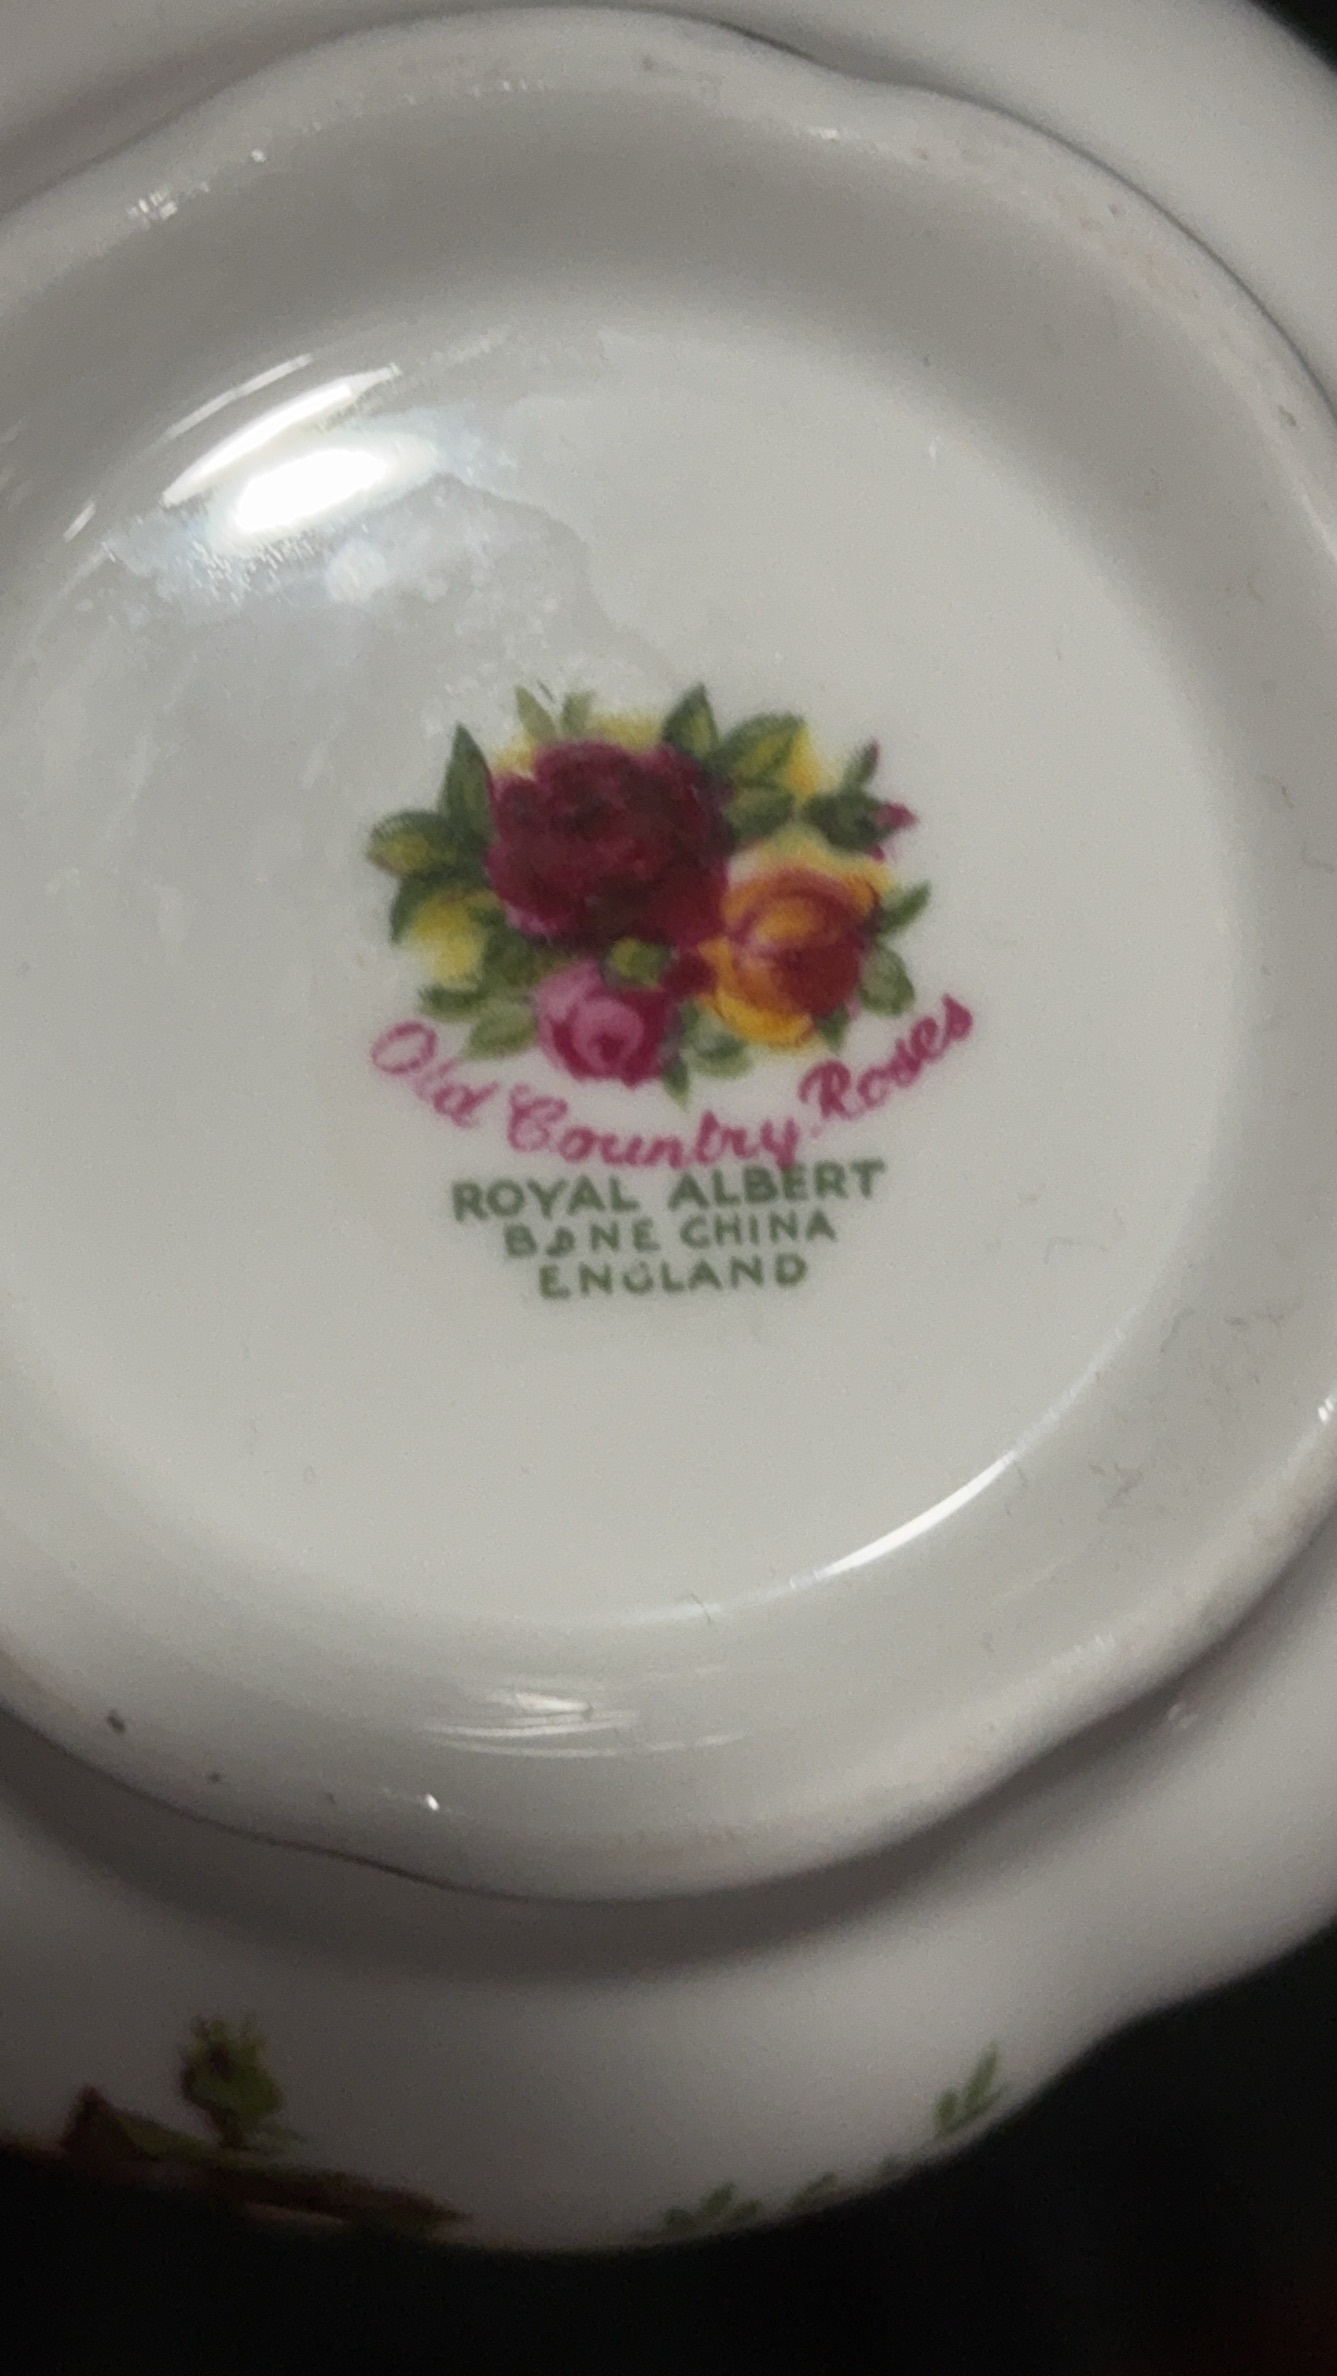 Old Country Roses
ROYAL ALBERT
BONE CHINA
ENGLAND